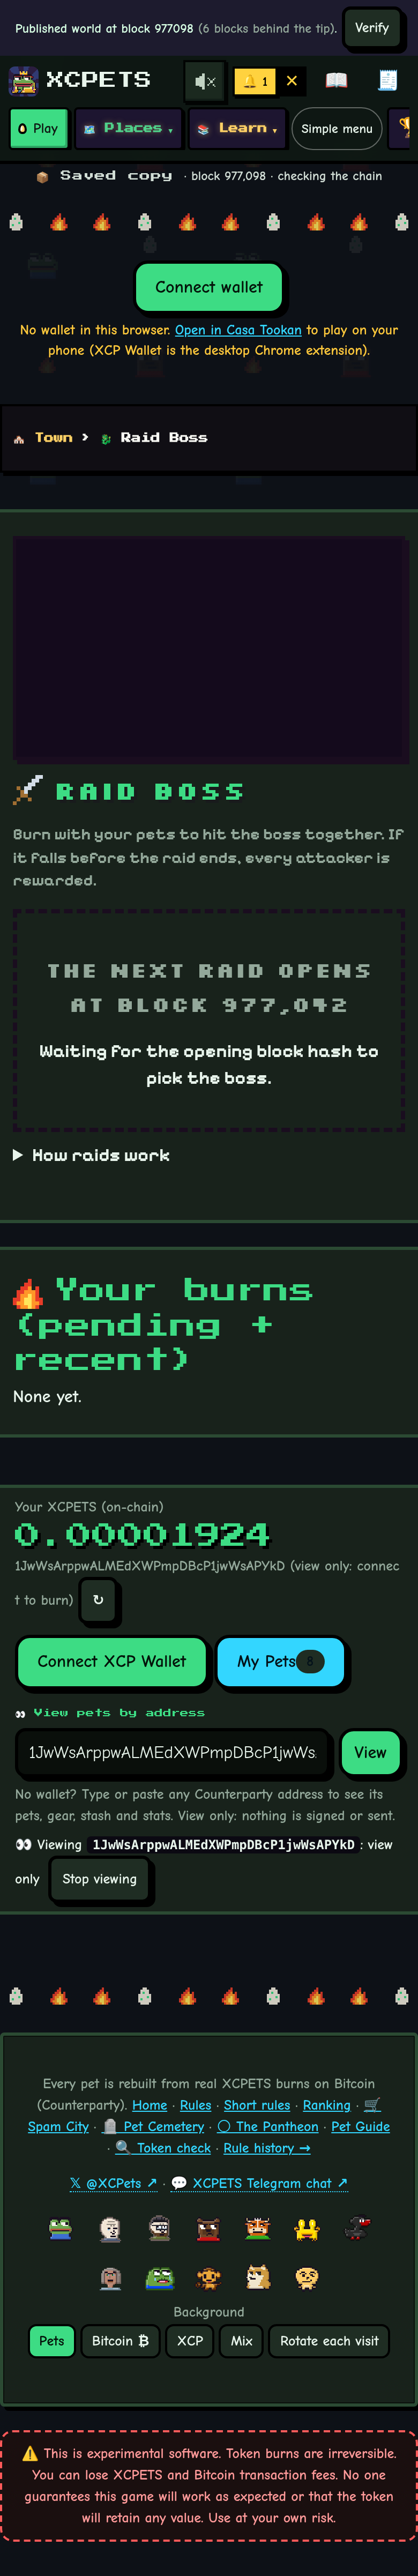 Published world at block 977098 (6 blocks behind the tip). Verify
XCPETS 🔔 1 ✕
Play Places ▾ Learn ▾ Simple menu
Saved copy · block 977,098 · checking the chain
Connect wallet
No wallet in this browser. Open in Casa Tookan to play on your
phone (XCP Wallet is the desktop Chrome extension).
Town › Raid Boss
RAID BOSS
Burn with your pets to hit the boss together. If
it falls before the raid ends, every attacker is
rewarded.
THE NEXT RAID OPENS
AT BLOCK 977,042
Waiting for the opening block hash to
pick the boss.
▶ How raids work
Your burns
(pending +
recent)
None yet.
Your XCPETS (on-chain)
0.00001924
1JwWsArppwALMEdXWPmpDBcP1jwWsAPYkD (view only: connec
t to burn) ↻
Connect XCP Wallet My Pets 8
👀 View pets by address
1JwWsArppwALMEdXWPmpDBcP1jwWs View
No wallet? Type or paste any Counterparty address to see its
pets, gear, stash and stats. View only: nothing is signed or sent.
👀 Viewing 1JwWsArppwALMEdXWPmpDBcP1jwWsAPYkD: view
only Stop viewing
Every pet is rebuilt from real XCPETS burns on Bitcoin
(Counterparty). Home · Rules · Short rules · Ranking · 🛒
Spam City · 🪦 Pet Cemetery · ⚪ The Pantheon · Pet Guide
· 🔍 Token check · Rule history →
𝕏 @XCPets ↗ · 💬 XCPETS Telegram chat ↗
Background
Pets Bitcoin ₿ XCP Mix Rotate each visit
⚠️ This is experimental software. Token burns are irreversible.
You can lose XCPETS and Bitcoin transaction fees. No one
guarantees this game will work as expected or that the token
will retain any value. Use at your own risk.